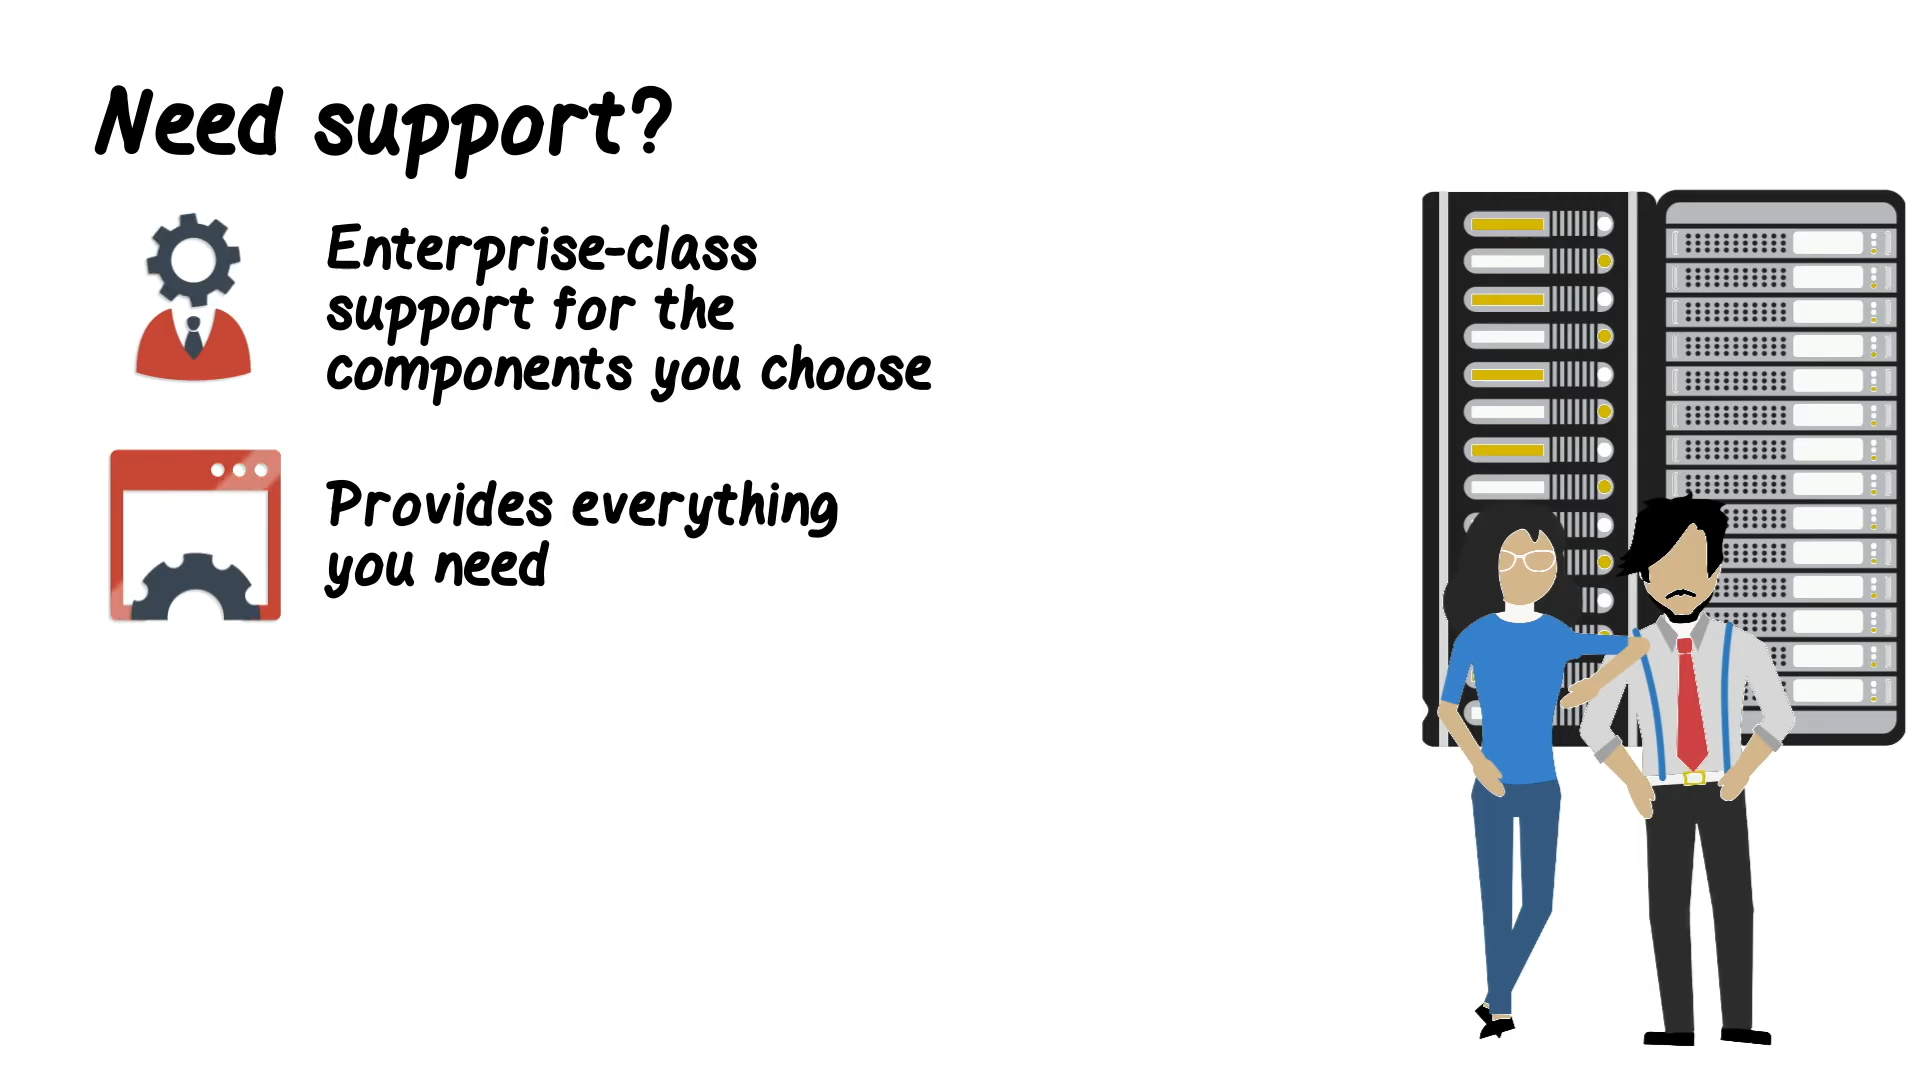 Need support?
Enterprise-class
support for the
components you choose
Provides everything
you need